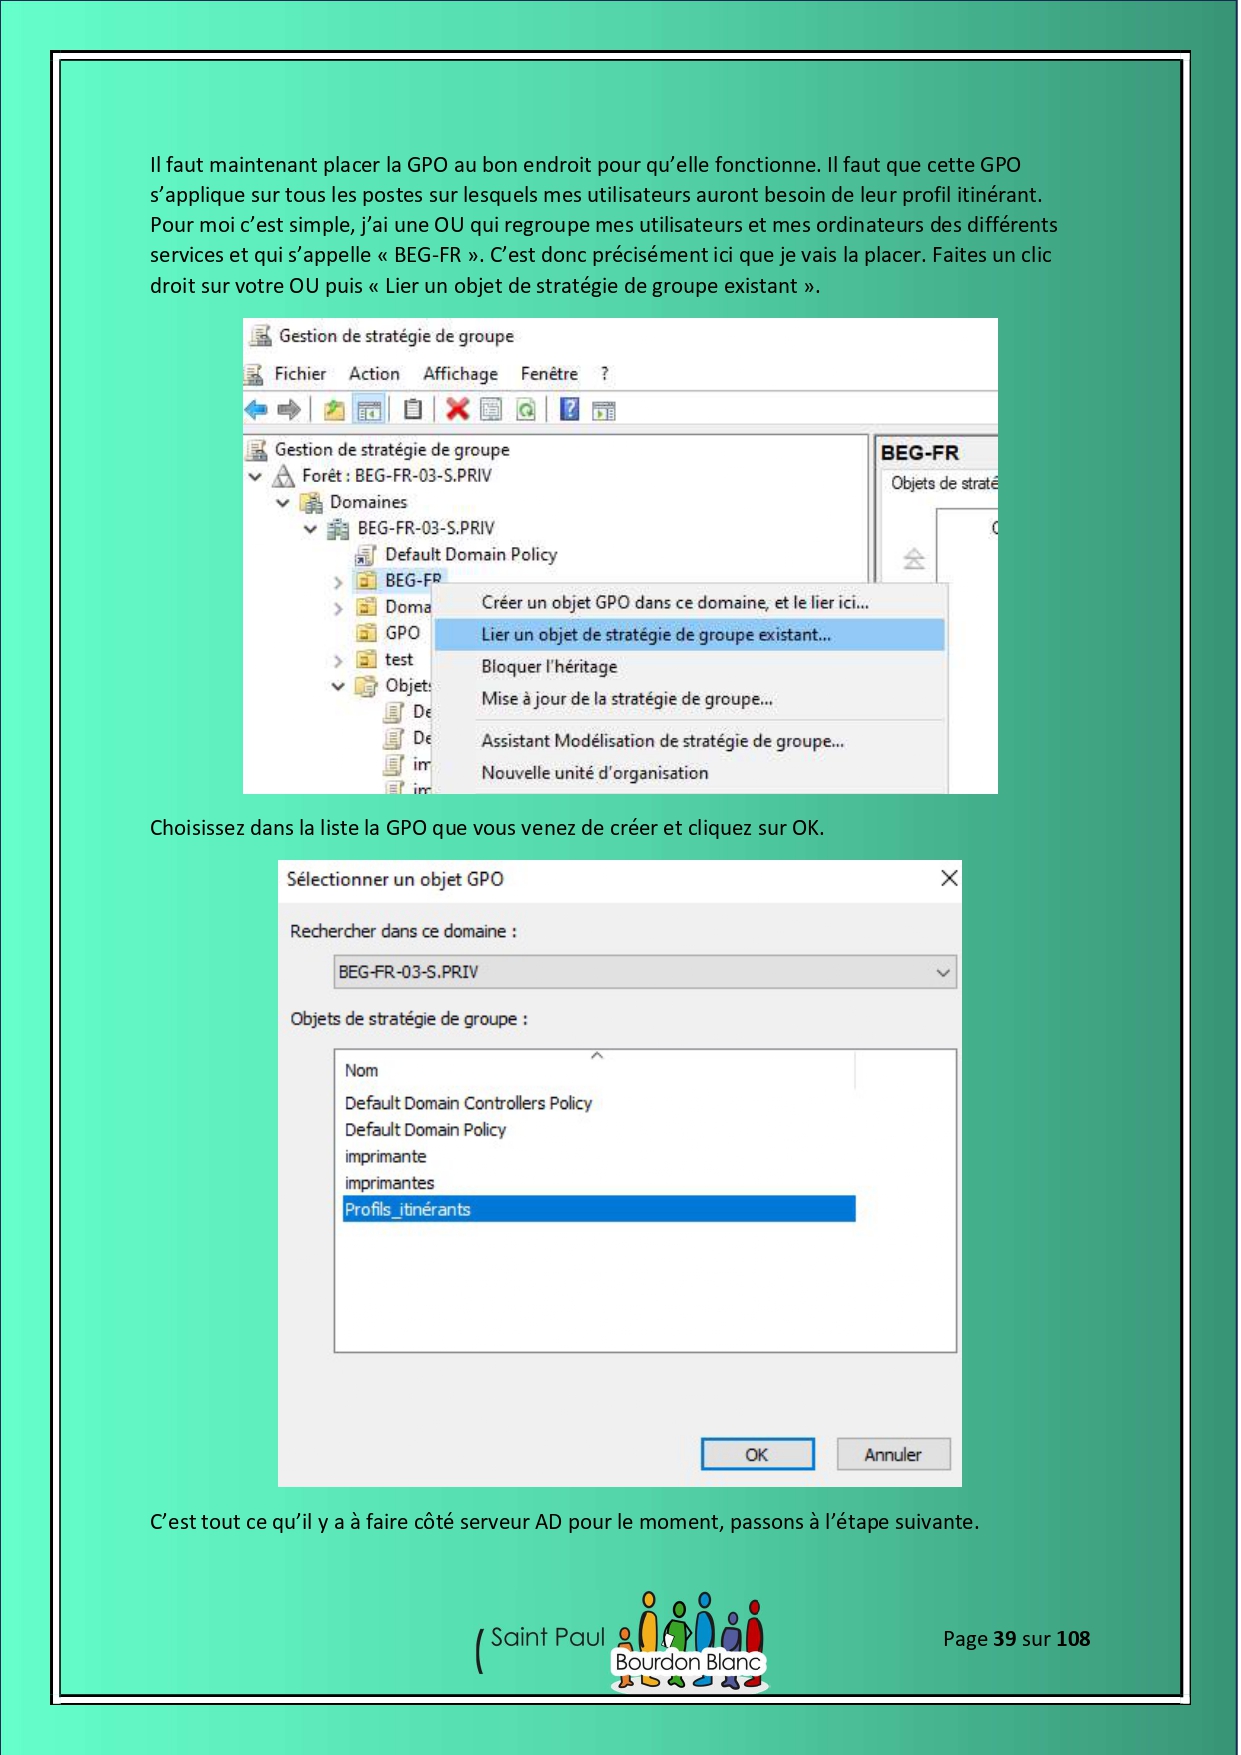 Il faut maintenant placer la GPO au bon endroit pour qu’elle fonctionne. Il faut que cette GPO
s’applique sur tous les postes sur lesquels mes utilisateurs auront besoin de leur profil itinérant.
Pour moi c’est simple, j’ai une OU qui regroupe mes utilisateurs et mes ordinateurs des différents
services et qui s’appelle « BEG-FR ». C’est donc précisément ici que je vais la placer. Faites un clic
droit sur votre OU puis « Lier un objet de stratégie de groupe existant ».
Gestion de stratégie de groupe
Fichier Action Affichage Fenêtre ?
Gestion de stratégie de groupe
Forêt : BEG-FR-03-S.PRIV
Domaines
BEG-FR-03-S.PRIV
Default Domain Policy
BEG-FR
Doma
GPO
test
Objet
De
De
im
im
BEG-FR
Objets de straté
Créer un objet GPO dans ce domaine, et le lier ici...
Lier un objet de stratégie de groupe existant...
Bloquer l’héritage
Mise à jour de la stratégie de groupe...
Assistant Modélisation de stratégie de groupe...
Nouvelle unité d’organisation
Choisissez dans la liste la GPO que vous venez de créer et cliquez sur OK.
Sélectionner un objet GPO
Rechercher dans ce domaine :
BEG-FR-03-S.PRIV
Objets de stratégie de groupe :
Nom
Default Domain Controllers Policy
Default Domain Policy
imprimante
imprimantes
Profils_itinérants
OK Annuler
C’est tout ce qu’il y a à faire côté serveur AD pour le moment, passons à l’étape suivante.
Saint Paul
Bourdon Blanc
Page 39 sur 108